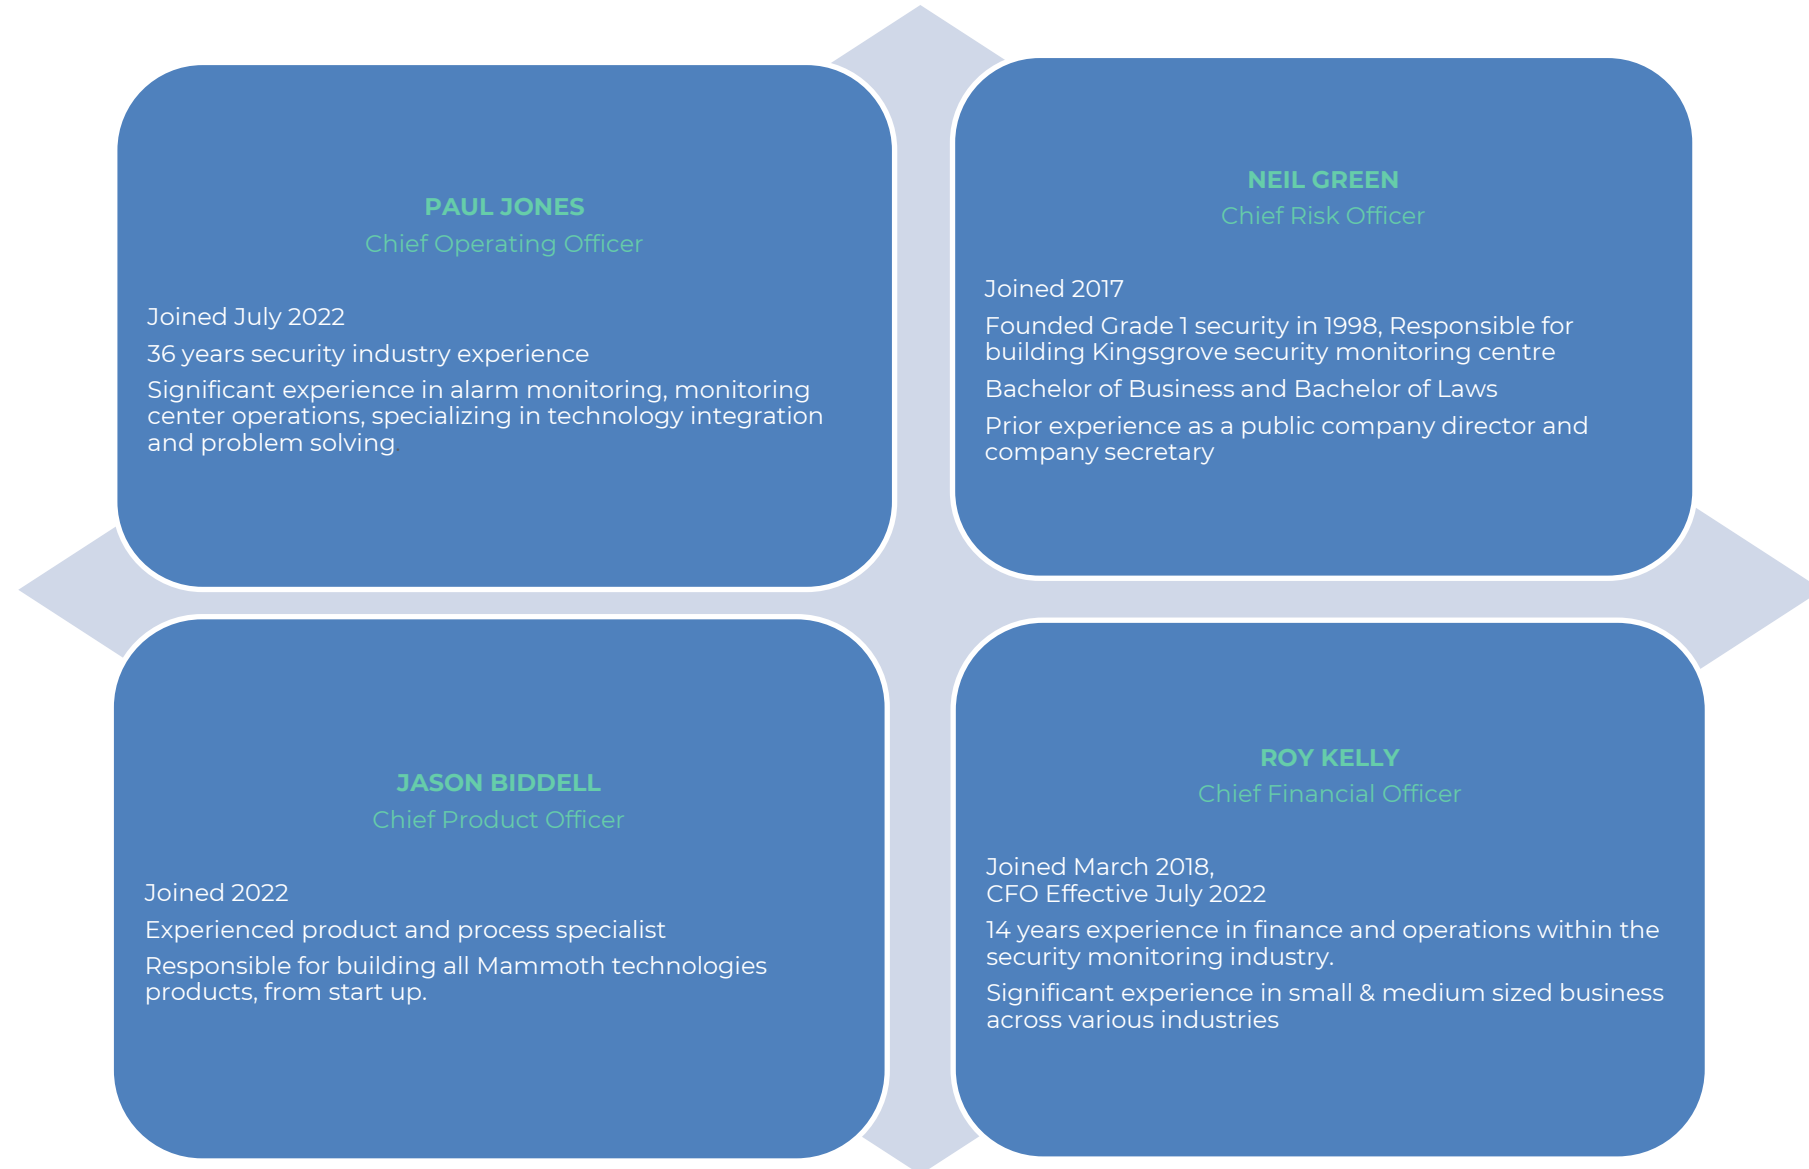 PAUL JONES
Chief Operating Officer
Joined July 2022
36 years security industry experience
Significant experience in alarm monitoring, monitoring
center operations, specializing in technology integration
and problem solving.
NEIL GREEN
Chief Risk Officer
Joined 2017
Founded Grade 1 security in 1998, Responsible for
building Kingsgrove security monitoring centre
Bachelor of Business and Bachelor of Laws
Prior experience as a public company director and
company secretary
JASON BIDDELL
Chief Product Officer
Joined 2022
Experienced product and process specialist
Responsible for building all Mammoth technologies
products, from start up.
ROY KELLY
Chief Financial Officer
Joined March 2018,
CFO Effective July 2022
14 years experience in finance and operations within the
security monitoring industry.
Significant experience in small & medium sized business
across various industries